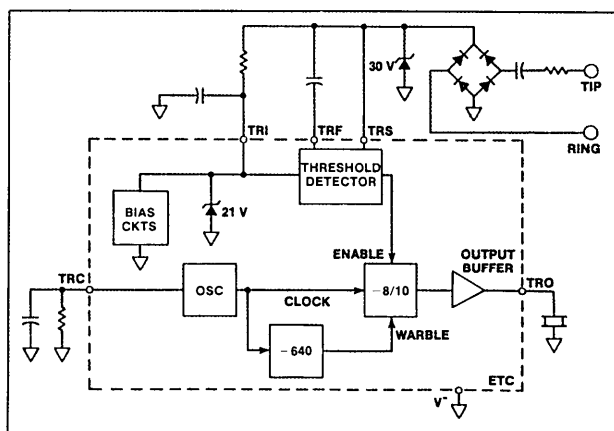 30 V
TIP
RING
TRI
TRF
TRS
THRESHOLD
DETECTOR
BIAS
CKTS
21 V
ENABLE
OUTPUT
BUFFER
TRC
OSC
CLOCK
–8/10
TRO
WARBLE
–640
ETC
V–